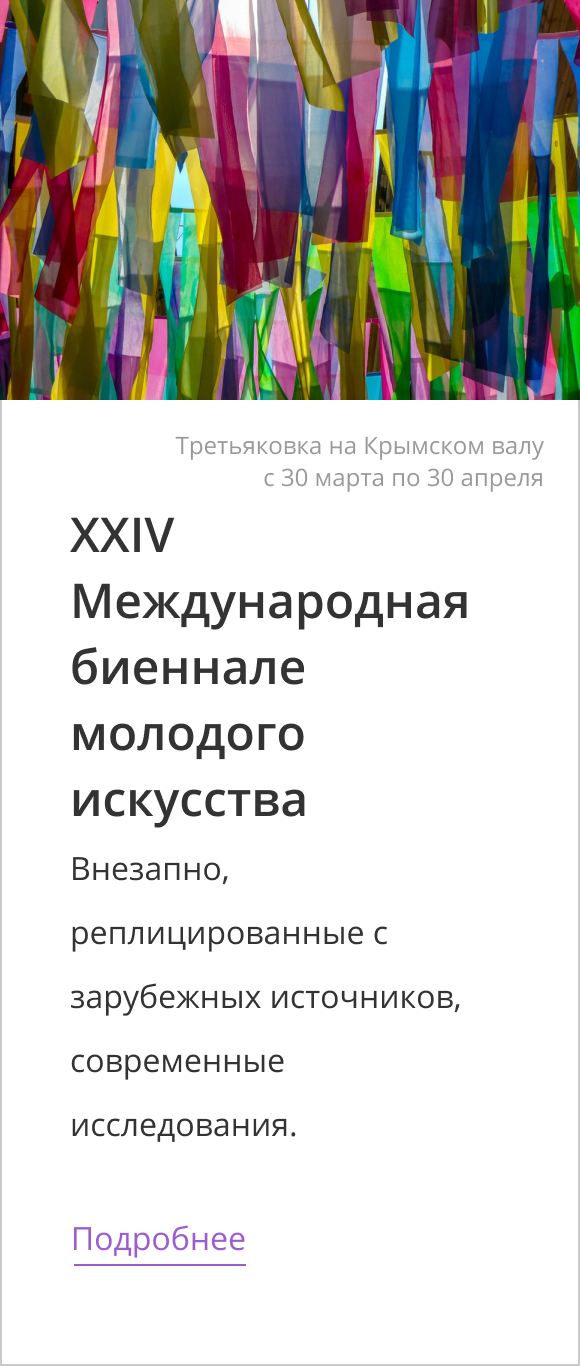 Третьяковка на Крымском валу
с 30 марта по 30 апреля
XXIV
Международная
биеннале
молодого
искусства
Внезапно,
реплицированные с
зарубежных источников,
современные
исследования.
Подробнее